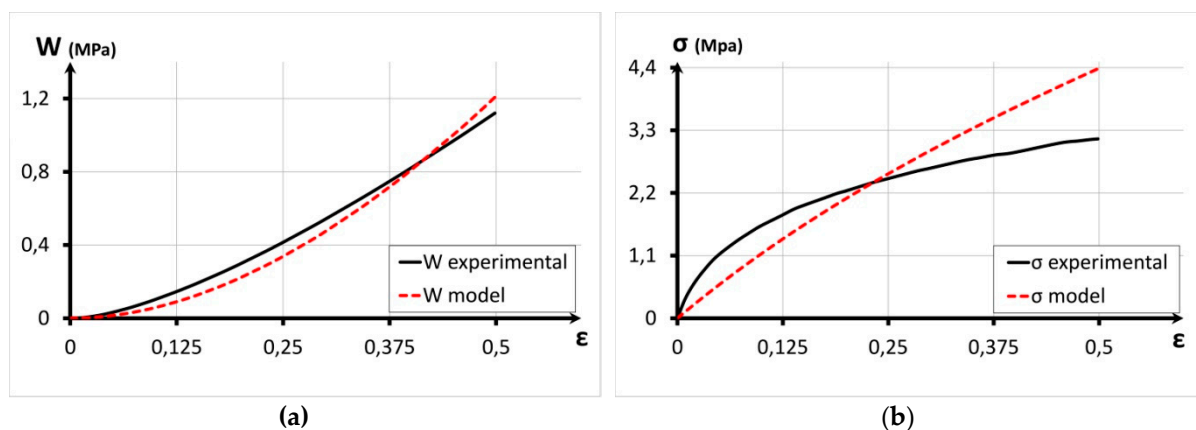 W (MPa)
1,2
0,8
0,4
0
0
0,125
0,25
0,375
0,5
ε
W experimental
W model
(a)
σ (Mpa)
4,4
3,3
2,2
1,1
0
0
0,125
0,25
0,375
0,5
ε
σ experimental
σ model
(b)